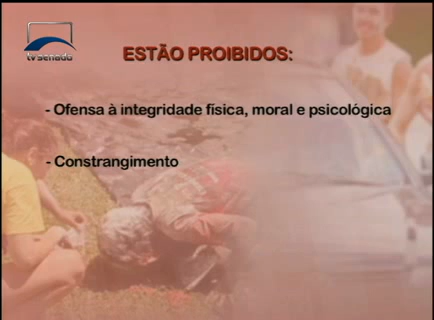 tv senado
ESTÃO PROIBIDOS:
- Ofensa à integridade física, moral e psicológica
- Constrangimento